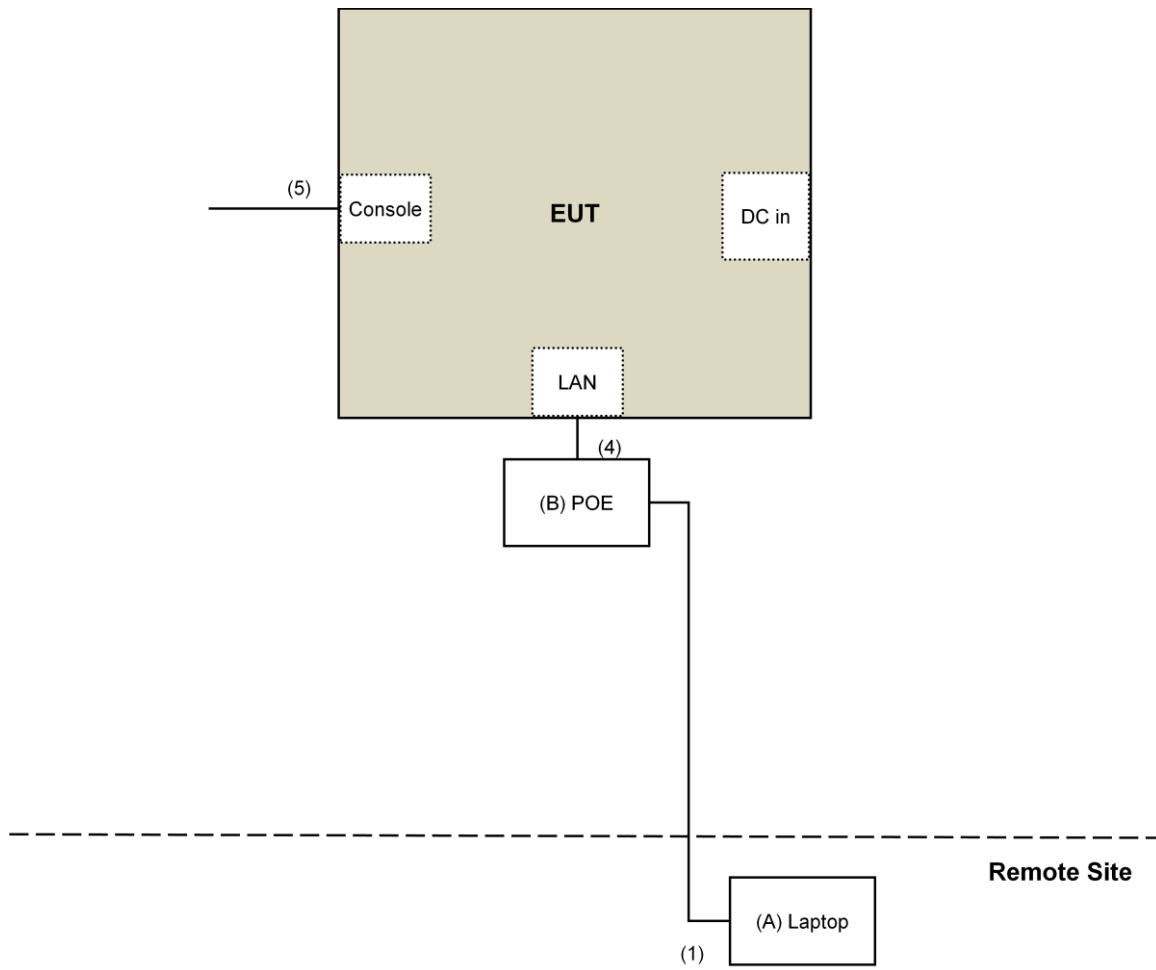 (5)
Console
EUT
DC in
LAN
(4)
(B) POE
Remote Site
(A) Laptop
(1)